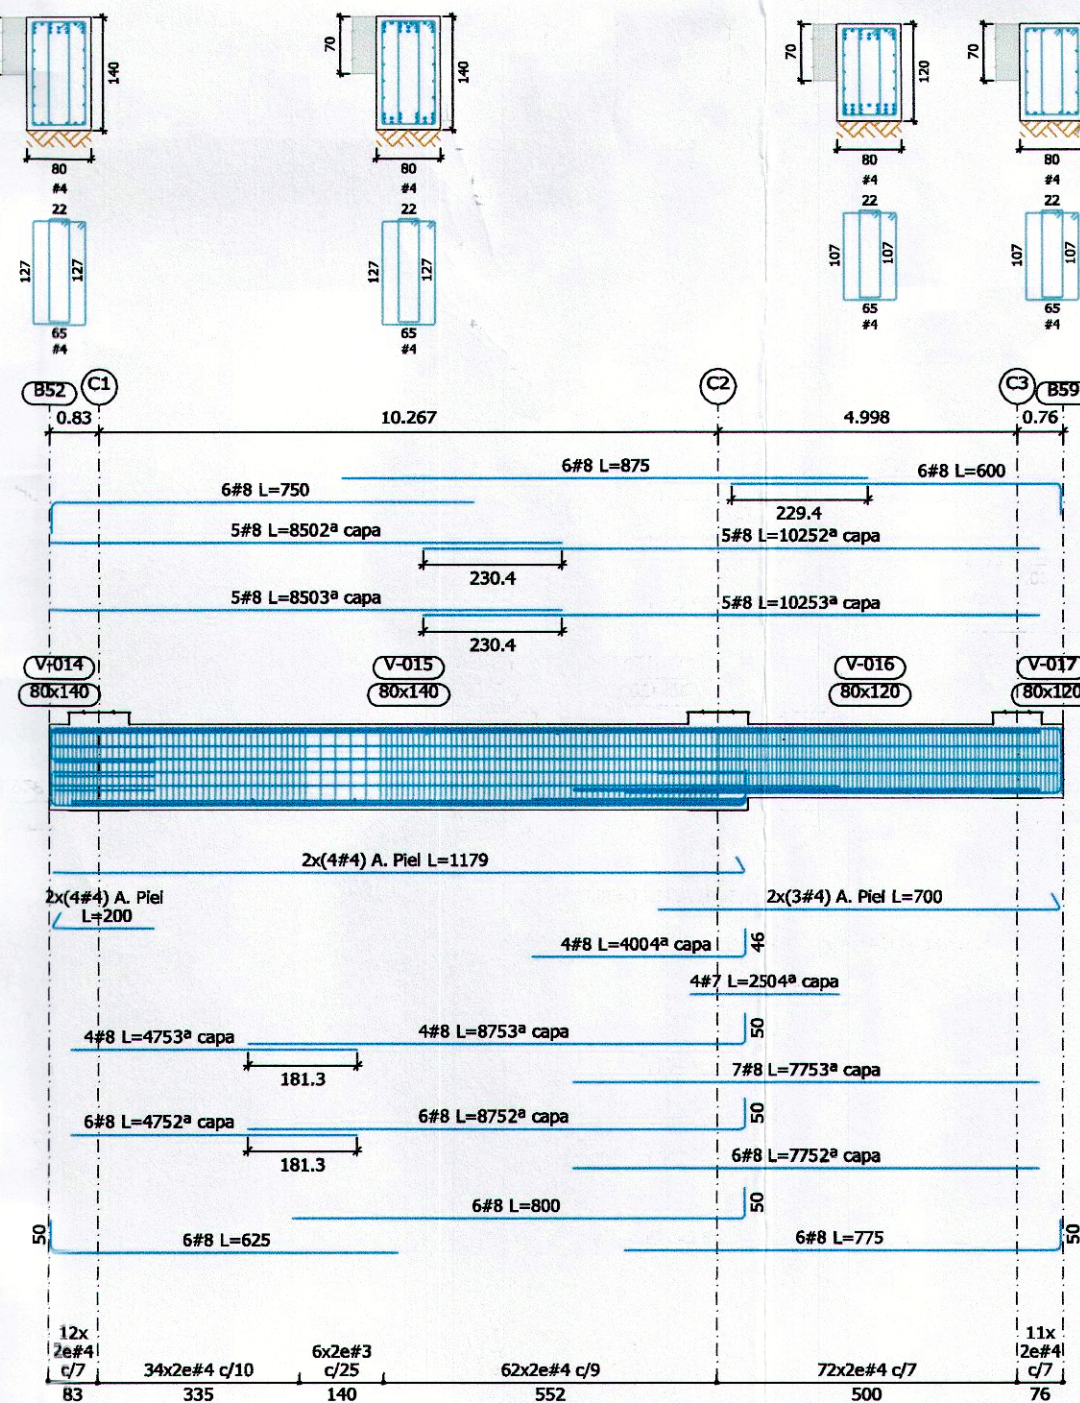 140
70
140
70
120
70
80
#4
22
80
#4
22
80
#4
22
80
#4
22
127
127
127
127
107
107
107
107
65
#4
65
#4
65
#4
65
#4
B52
C1
C2
C3
B59
0.83
10.267
4.998
0.76
6#8 L=875
6#8 L=600
6#8 L=750
229.4
5#8 L=8502ª capa
5#8 L=10252ª capa
230.4
5#8 L=8503ª capa
5#8 L=10253ª capa
230.4
V-014
V-015
V-016
V-017
80x140
80x140
80x120
80x120
2x(4#4) A. Piel L=1179
2x(4#4) A. Piel
L=200
2x(3#4) A. Piel L=700
4#8 L=4004ª capa
46
4#7 L=2504ª capa
4#8 L=4753ª capa
4#8 L=8753ª capa
50
181.3
7#8 L=7753ª capa
6#8 L=4752ª capa
6#8 L=8752ª capa
50
181.3
6#8 L=7752ª capa
6#8 L=800
50
50
6#8 L=625
6#8 L=775
50
12x
2e#4
c/7
34x2e#4 c/10
6x2e#3
c/25
62x2e#4 c/9
72x2e#4 c/7
11x
2e#4
c/7
83
335
140
552
500
76